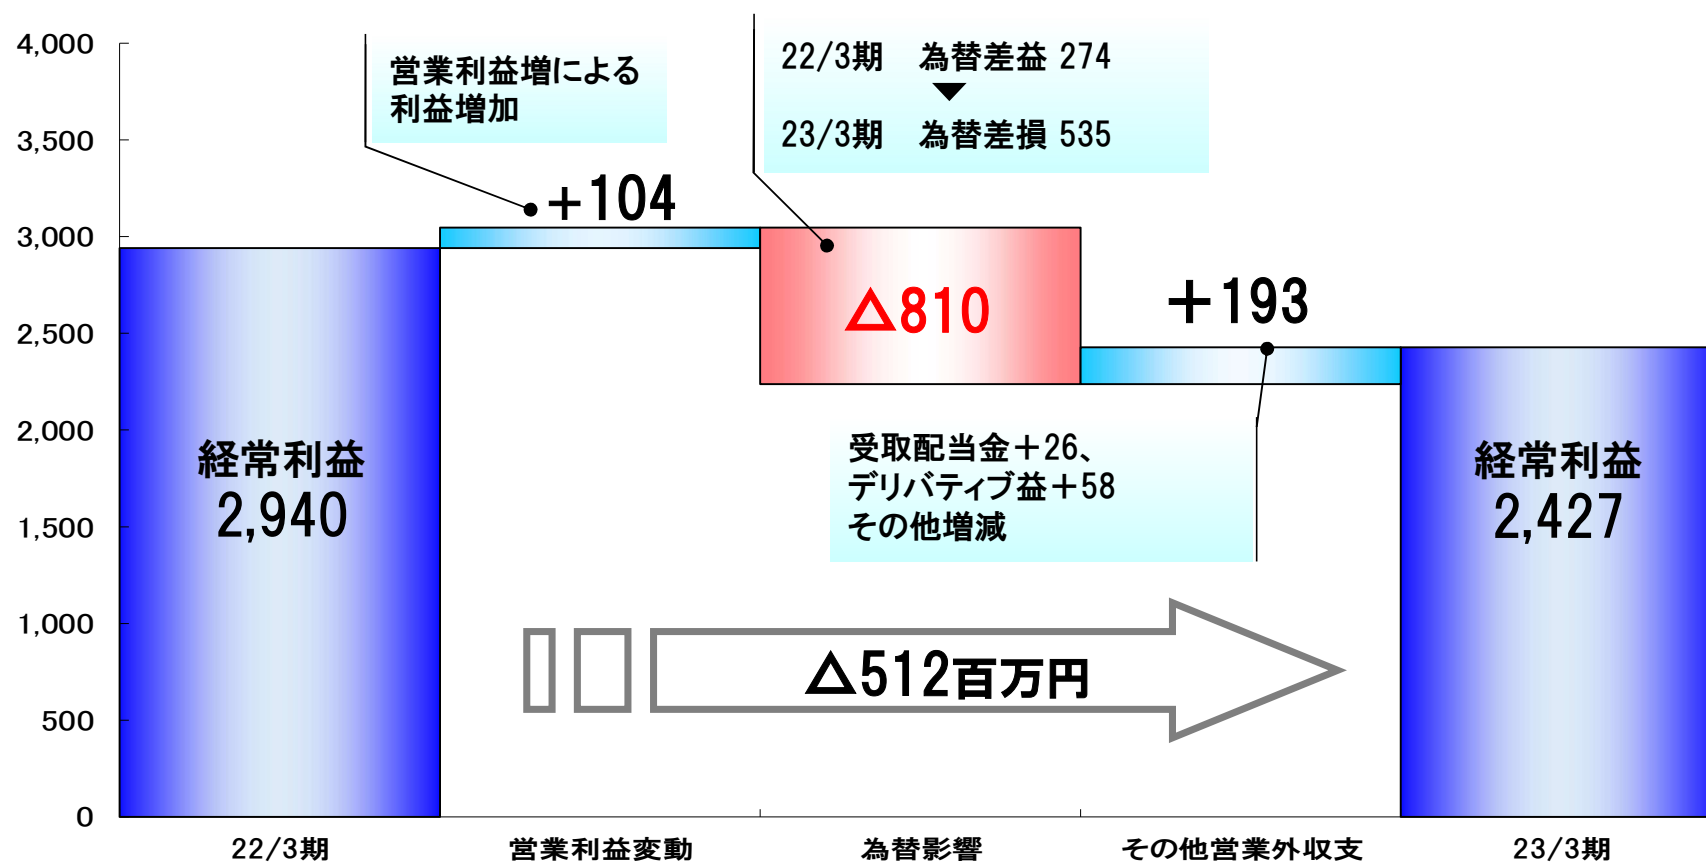 4,000
3,500
3,000
2,500
2,000
1,500
1,000
500
0
営業利益増による
利益増加
22/3期 為替差益 274
▼
23/3期 為替差損 535
+104
△810
+193
経常利益
2,940
受取配当金+26、
デリバティブ益+58
その他増減
経常利益
2,427
△512百万円
22/3期
営業利益変動
為替影響
その他営業外収支
23/3期